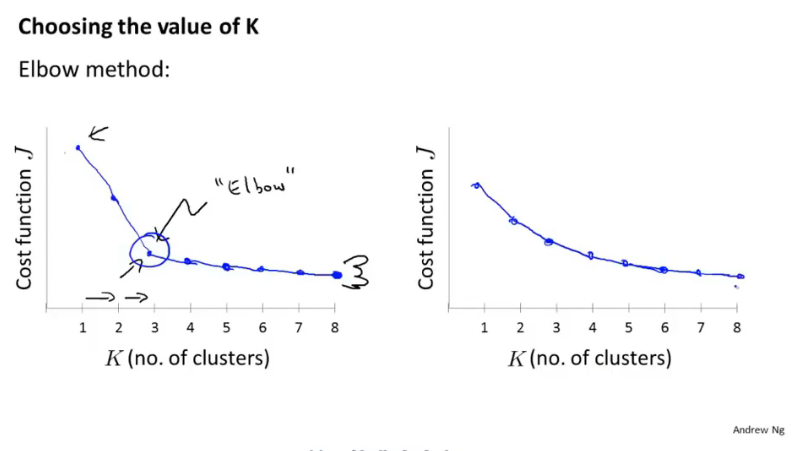 Choosing the value of K
Elbow method:
Cost function J
"Elbow"
1 2 3 4 5 6 7 8
K (no. of clusters)
Cost function J
1 2 3 4 5 6 7 8
K (no. of clusters)
Andrew Ng